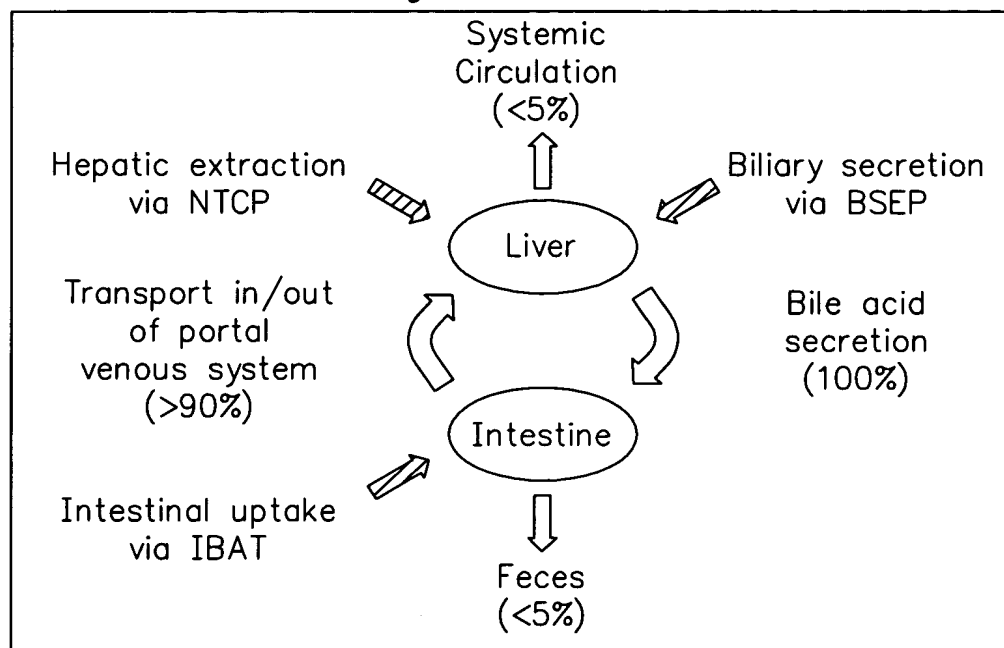 Systemic
Circulation
(<5%)
Hepatic extraction
via NTCP
Biliary secretion
via BSEP
Liver
Transport in/out
of portal
venous system
(>90%)
Bile acid
secretion
(100%)
Intestine
Intestinal uptake
via IBAT
Feces
(<5%)